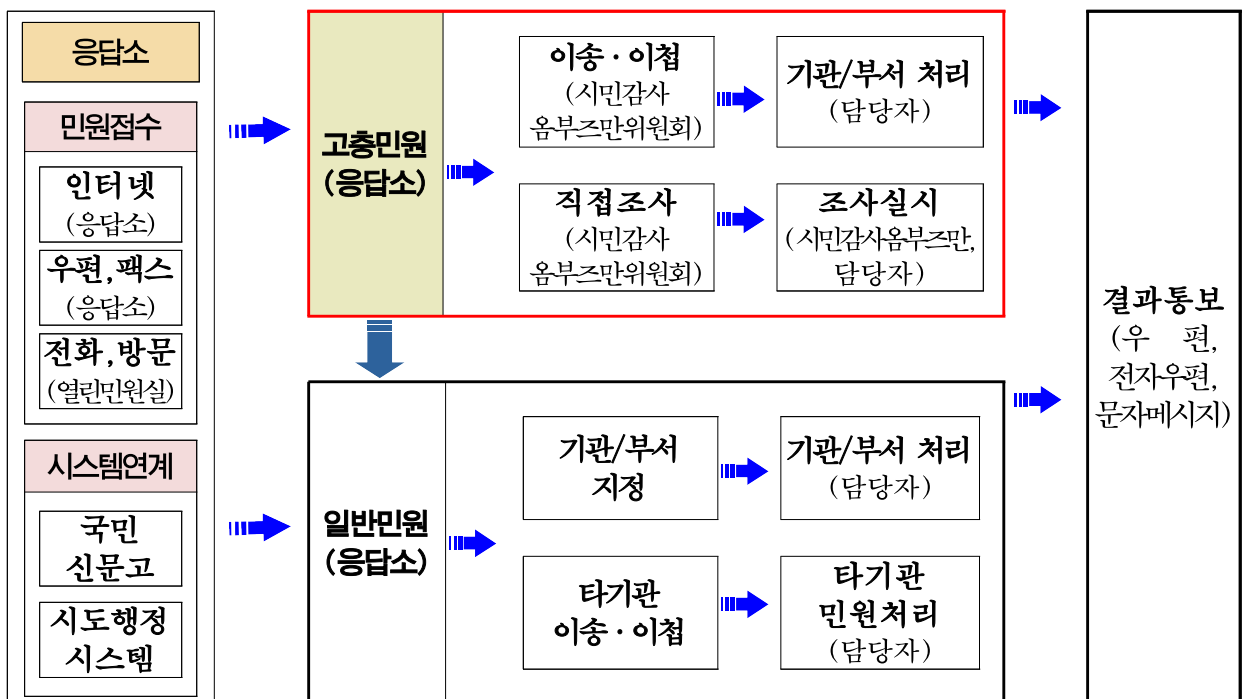 응답소
민원접수
인터넷
(응답소)
우편,팩스
(응답소)
전화,방문
(열린민원실)
시스템연계
국민
신문고
시도행정
시스템
고충민원
(응답소)
이송·이첩
(시민감사
옴부즈만위원회)
기관/부서 처리
(담당자)
직접조사
(시민감사
옴부즈만위원회)
조사실시
(시민감사옴부즈만,
담당자)
일반민원
(응답소)
기관/부서
지정
기관/부서 처리
(담당자)
타기관
이송·이첩
타기관
민원처리
(담당자)
결과통보
(우 편,
전자우편,
문자메시지)